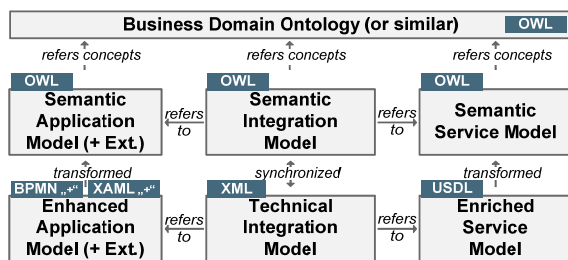 Business Domain Ontology (or similar) OWL
refers concepts refers concepts refers concepts
OWL OWL OWL
Semantic Application Model (+ Ext.)
refers to
Semantic Integration Model
refers to
Semantic Service Model
transformed synchronized transformed
BPMN „+“ XAML „+“ XML USDL
Enhanced Application Model (+ Ext.)
refers to
Technical Integration Model
refers to
Enriched Service Model